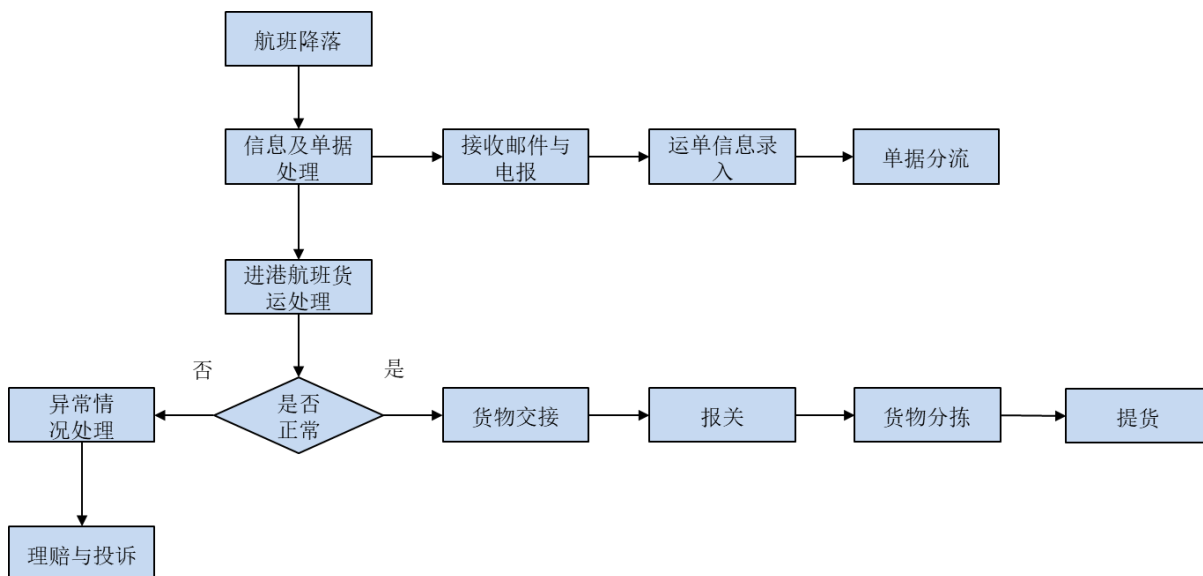 航班降落
信息及单据
处理
接收邮件与
电报
运单信息录
入
单据分流
进港航班货
运处理
否
是
异常情
况处理
是否
正常
货物交接
报关
货物分拣
提货
理赔与投诉